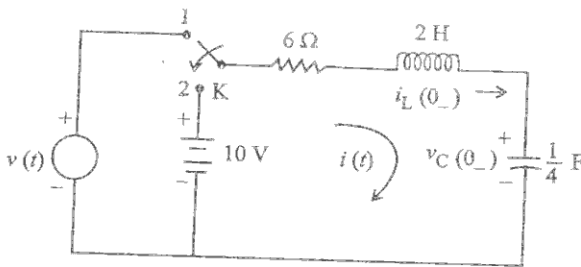 1
6 Ω
2 H
2 K
i_L (0_) →
+
+
+
v (t)
10 V
i (t)
v_C (0_)
1/4 F
−
−
−